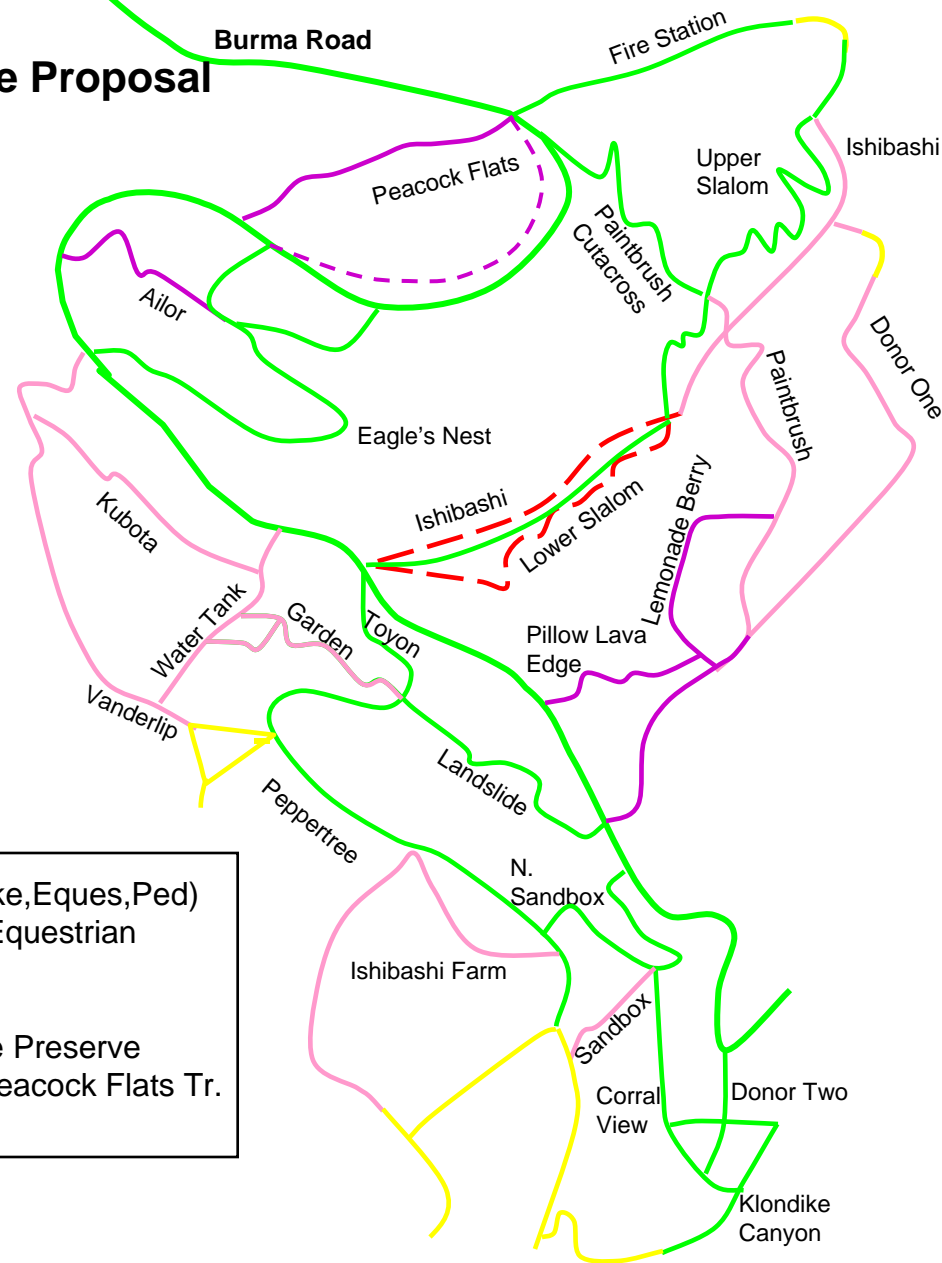 Burma Road
e Proposal
Fire Station
Ishibashi
Upper
Slalom
Peacock Flats
Paintbrush
Cutacross
Ailor
Donor One
Paintbrush
Eagle's Nest
Ishibashi
Lower Slalom
Lemonade Berry
Kubota
Water Tank
Garden
Toyon
Pillow Lava
Edge
Vanderlip
Landslide
Peppertree
N.
Sandbox
ke,Eques,Ped)
Equestrian
e Preserve
eacock Flats Tr.
Ishibashi Farm
Sandbox
Corral
View
Donor Two
Klondike
Canyon